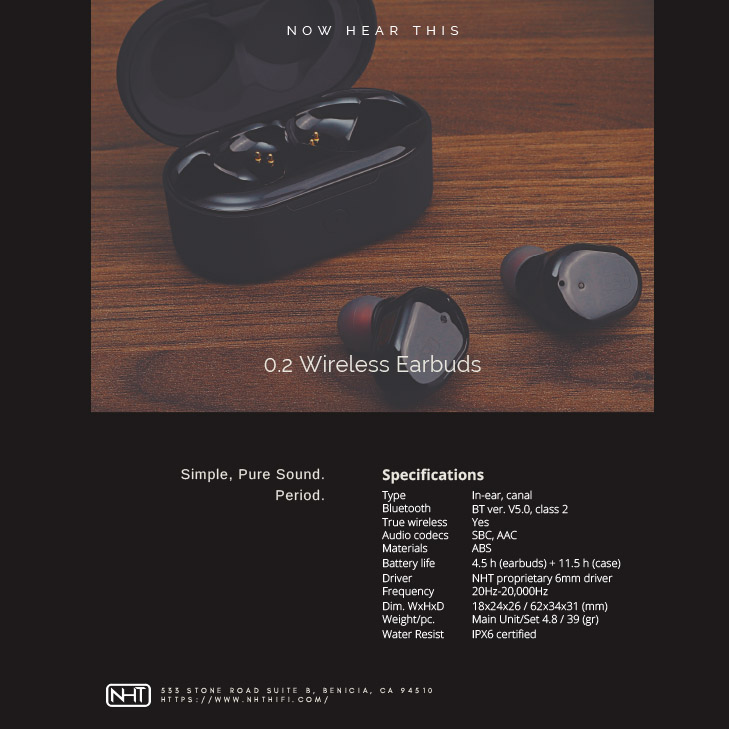 NOW HEAR THIS
0.2 Wireless Earbuds
Simple, Pure Sound.
Period.
Specifications
Type In-ear, canal
Bluetooth BT ver. V5.0, class 2
True wireless Yes
Audio codecs SBC, AAC
Materials ABS
Battery life 4.5 h (earbuds) + 11.5 h (case)
Driver NHT proprietary 6mm driver
Frequency 20Hz-20,000Hz
Dim. WxHxD 18x24x26 / 62x34x31 (mm)
Weight/pc. Main Unit/Set 4.8 / 39 (gr)
Water Resist IPX6 certified
NHT
535 STONE ROAD SUITE B, BENICIA, CA 94510
HTTPS://WWW.NHTHIFI.COM/